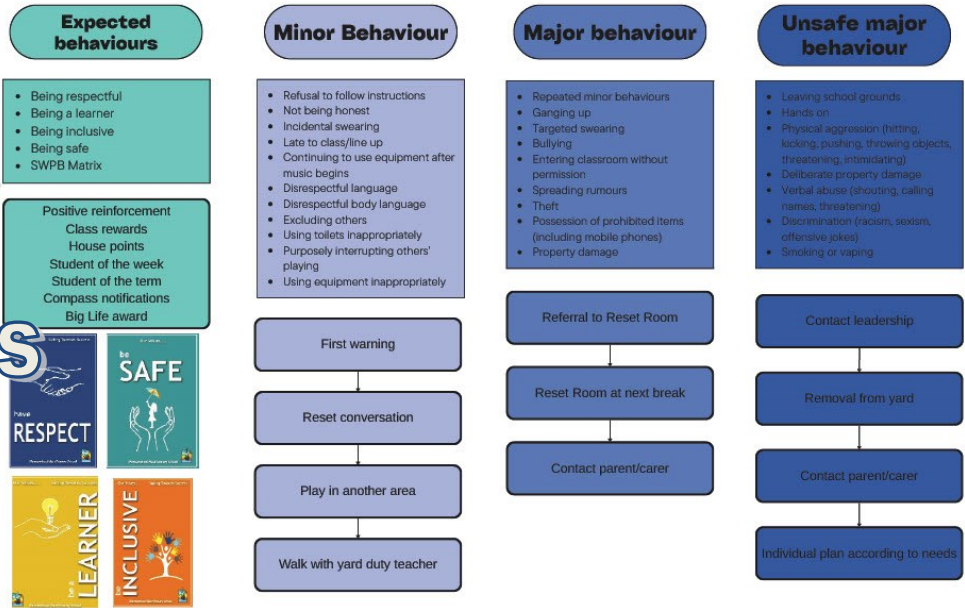 Expected
behaviours
• Being respectful
• Being a learner
• Being inclusive
• Being safe
• SWPB Matrix
Positive reinforcement
Class rewards
House points
Student of the week
Student of the term
Compass notifications
Big Life award
S
have
RESPECT
be
SAFE
be a
LEARNER
be
INCLUSIVE
Minor Behaviour
• Refusal to follow instructions
• Not being honest
• Incidental swearing
• Late to class/line up
• Continuing to use equipment after
music begins
• Disrespectful language
• Disrespectful body language
• Excluding others
• Using toilets inappropriately
• Purposely interrupting others'
playing
• Using equipment inappropriately
First warning
Reset conversation
Play in another area
Walk with yard duty teacher
Major behaviour
• Repeated minor behaviours
• Ganging up
• Targeted swearing
• Bullying
• Entering classroom without
permission
• Spreading rumours
• Theft
• Possession of prohibited items
(including mobile phones)
• Property damage
Referral to Reset Room
Reset Room at next break
Contact parent/carer
Unsafe major
behaviour
• Leaving school grounds
• Hands on
• Physical aggression (hitting,
kicking, pushing, throwing objects,
threatening, intimidating)
• Deliberate property damage
• Verbal abuse (shouting, calling
names, threatening)
• Discrimination (racism, sexism,
offensive jokes)
• Smoking or vaping
Contact leadership
Removal from yard
Contact parent/carer
Individual plan according to needs